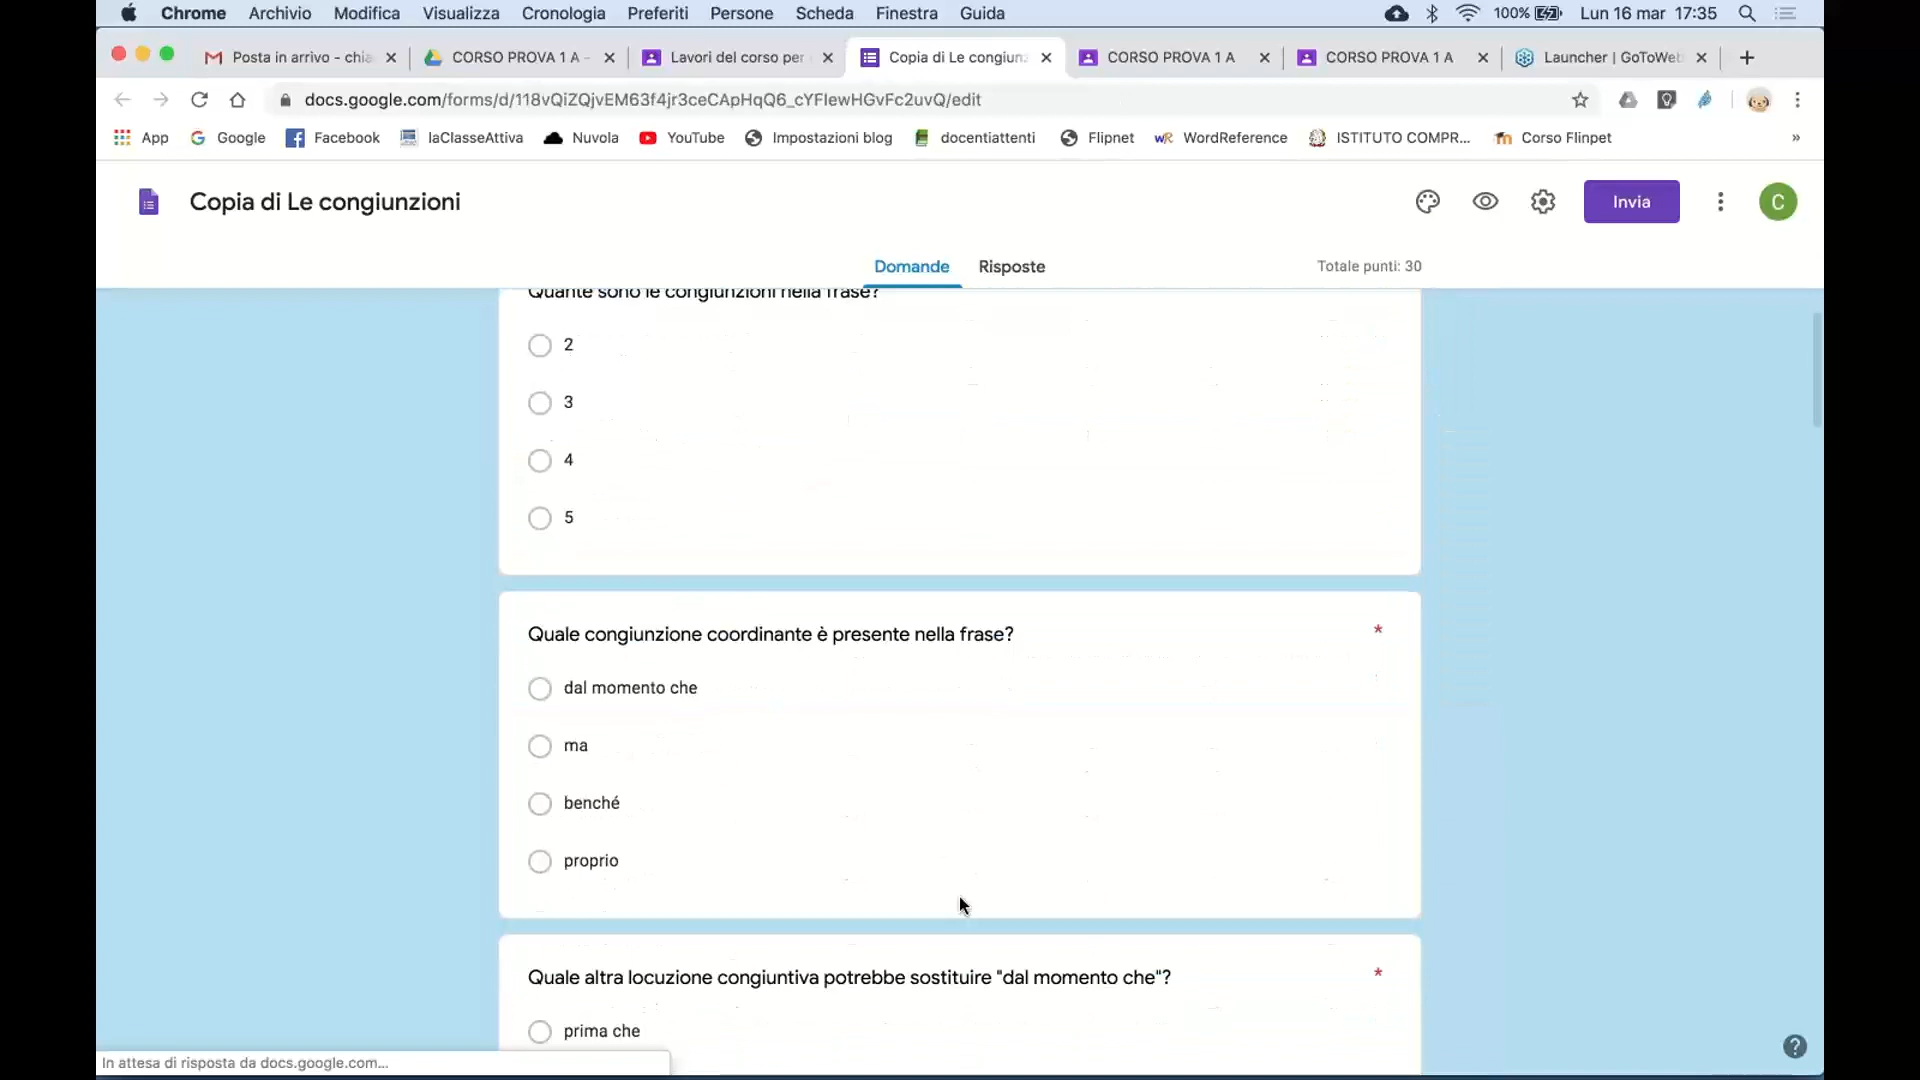 Chrome Archivio Modifica Visualizza Cronologia Preferiti Persone Scheda Finestra Guida 100% Lun 16 mar 17:35
Posta in arrivo - chia CORSO PROVA 1 A - Lavori del corso per CORSO PROVA 1 A CORSO PROVA 1 A Launcher | GoToWeb
Copia di Le congiunz
docs.google.com/forms/d/118vQiZQjvEM63f4jr3ceCApHqQ6_cYFIewHGvFc2uvQ/edit
App Google Facebook laClasseAttiva Nuvola YouTube Impostazioni blog docentiattenti Flipnet WordReference ISTITUTO COMPR... Corso Flinpet »
Copia di Le congiunzioni
Invia
C
Domande Risposte Totale punti: 30
Quante sono le congiunzioni nella frase?
2
3
4
5
Quale congiunzione coordinante è presente nella frase? *
dal momento che
ma
benché
proprio
Quale altra locuzione congiuntiva potrebbe sostituire "dal momento che"? *
prima che
In attesa di risposta da docs.google.com...